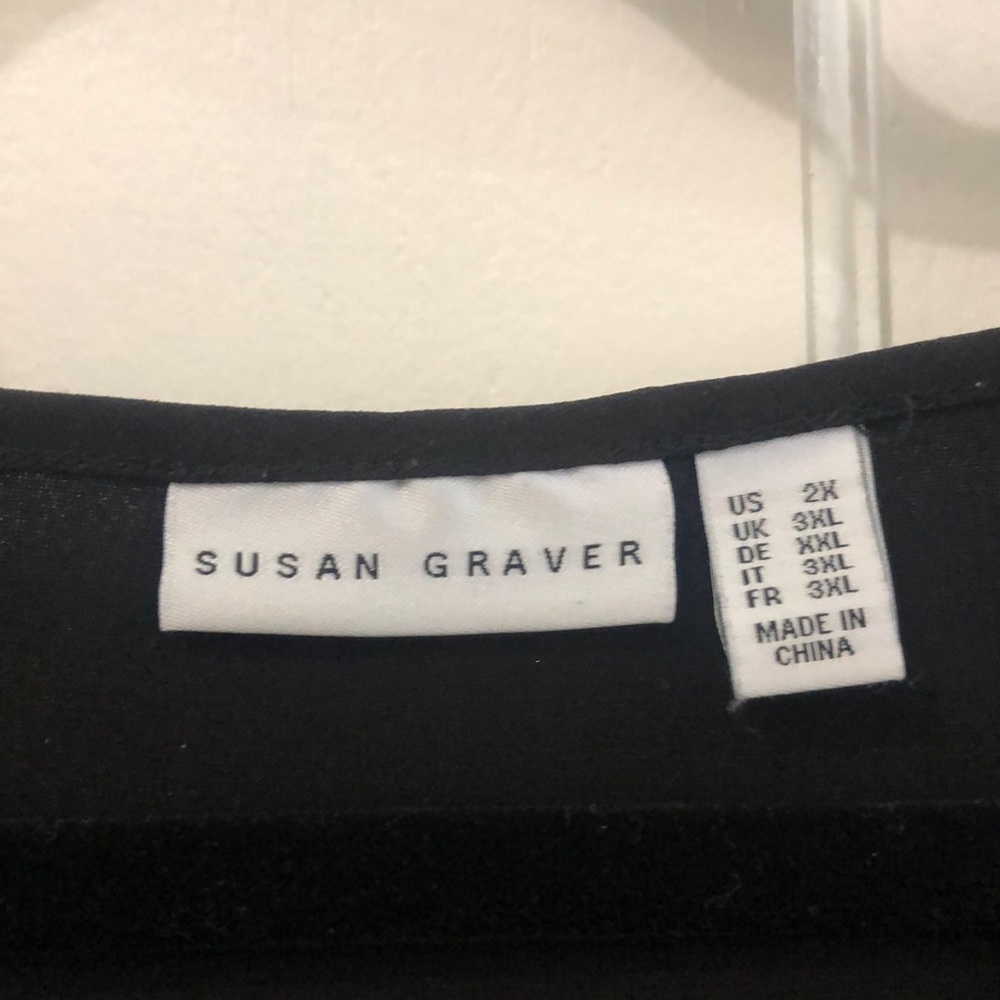 SUSAN GRAVER
US 2X
UK 3XL
DE XXL
IT 3XL
FR 3XL
MADE IN
CHINA